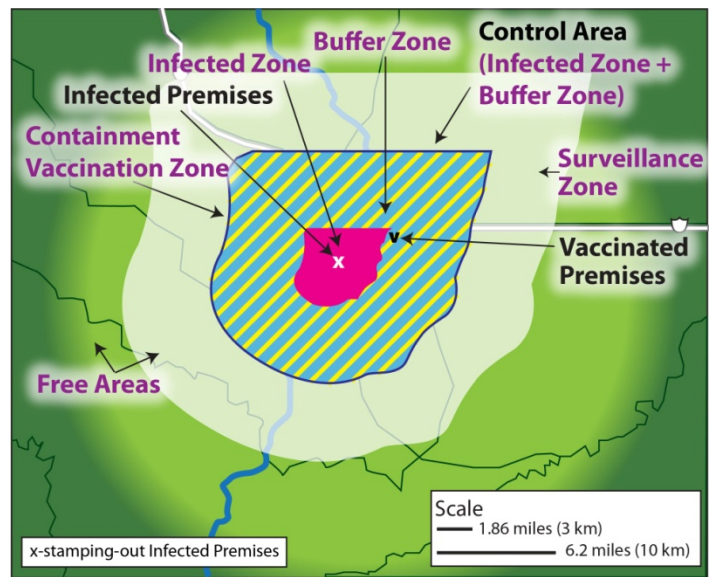 Buffer Zone
Control Area
(Infected Zone +
Buffer Zone)
Infected Zone
Infected Premises
Containment
Vaccination Zone
Surveillance
Zone
x
v
Vaccinated
Premises
Free Areas
Scale
1.86 miles (3 km)
6.2 miles (10 km)
x-stamping-out Infected Premises